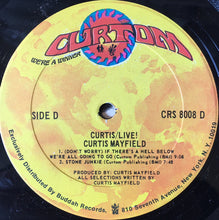 CURTOM
WE'RE A WINNER
SIDE D
CRS 8008 D
CURTIS/LIVE!
CURTIS MAYFIELD
1. (DON'T WORRY) IF THERE'S A HELL BELOW
WE'RE ALL GOING TO GO (Curtom Publishing (BMI) 9:06
2. STONE JUNKIE (Curtom Publishing (BMI) 7:48
PRODUCED BY: CURTIS MAYFIELD
ALL SELECTIONS WRITTEN BY
CURTIS MAYFIELD
Exclusively Distributed By Buddah Records, 810 Seventh Avenue, New York, N.Y. 10019